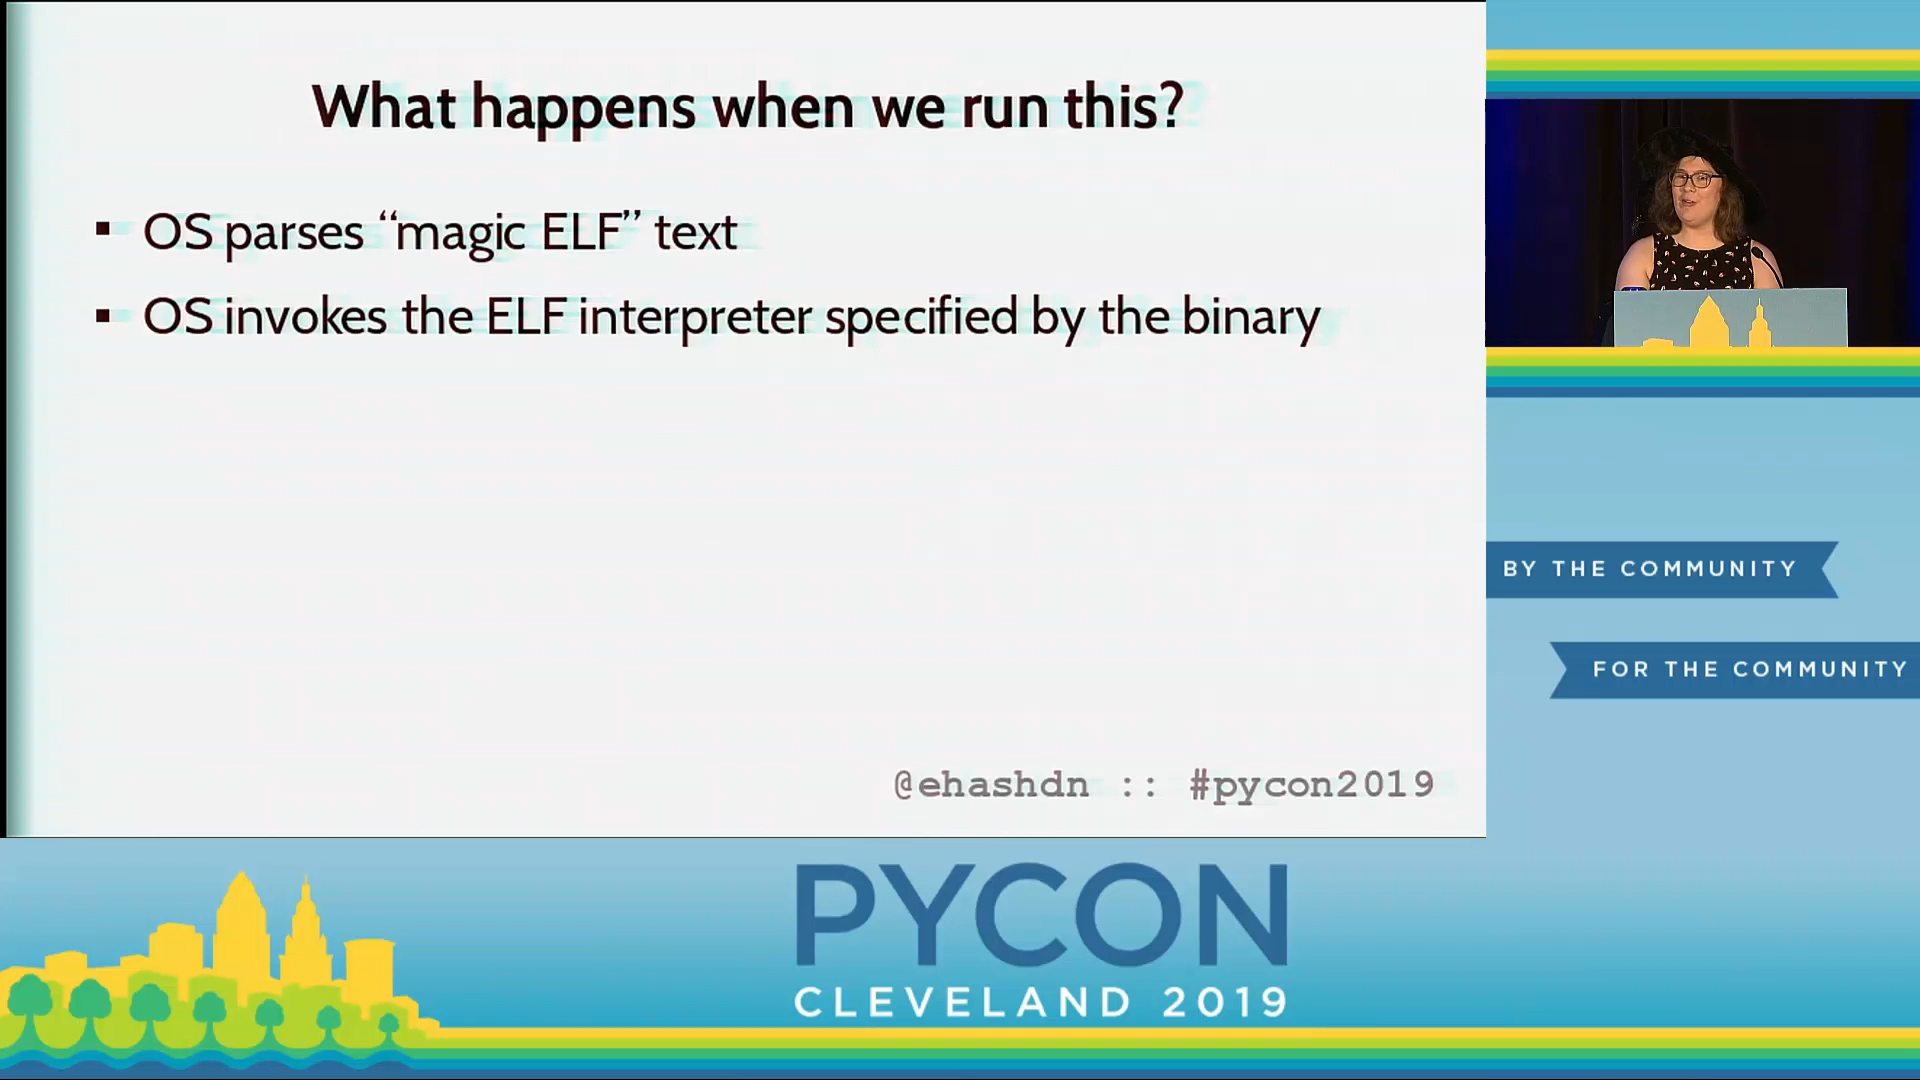 What happens when we run this?
▪ OS parses “magic ELF” text
▪ OS invokes the ELF interpreter specified by the binary
@ehashdn :: #pycon2019
BY THE COMMUNITY
FOR THE COMMUNITY
PYCON
CLEVELAND 2019